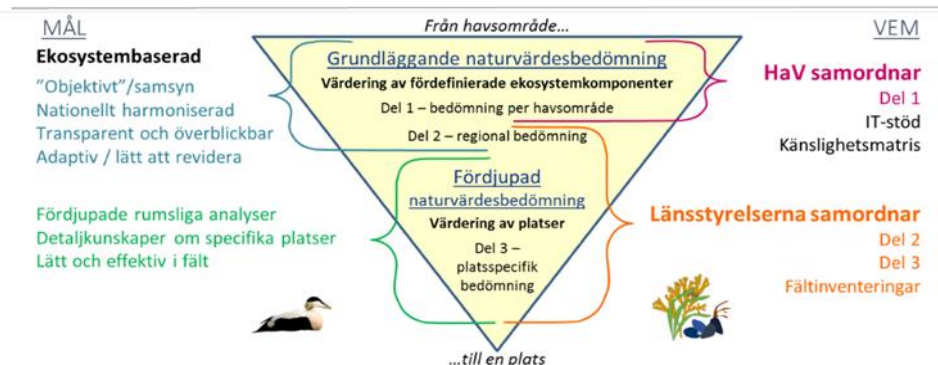 MÅL
Ekosystembaserad
”Objektivt”/samsyn
Nationellt harmoniserad
Transparent och överblickbar
Adaptiv / lätt att revidera
Fördjupade rumsliga analyser
Detaljkunskaper om specifika platser
Lätt och effektiv i fält
Från havsområde...
Grundläggande naturvärdesbedömning
Värdering av fördefinierade ekosystemkomponenter
Del 1 – bedömning per havsområde
Del 2 – regional bedömning
Fördjupad
naturvärdesbedömning
Värdering av platser
Del 3 –
platsspecifik
bedömning
...till en plats
VEM
HaV samordnar
Del 1
IT-stöd
Känslighetsmatris
Länsstyrelserna samordnar
Del 2
Del 3
Fältinventeringar